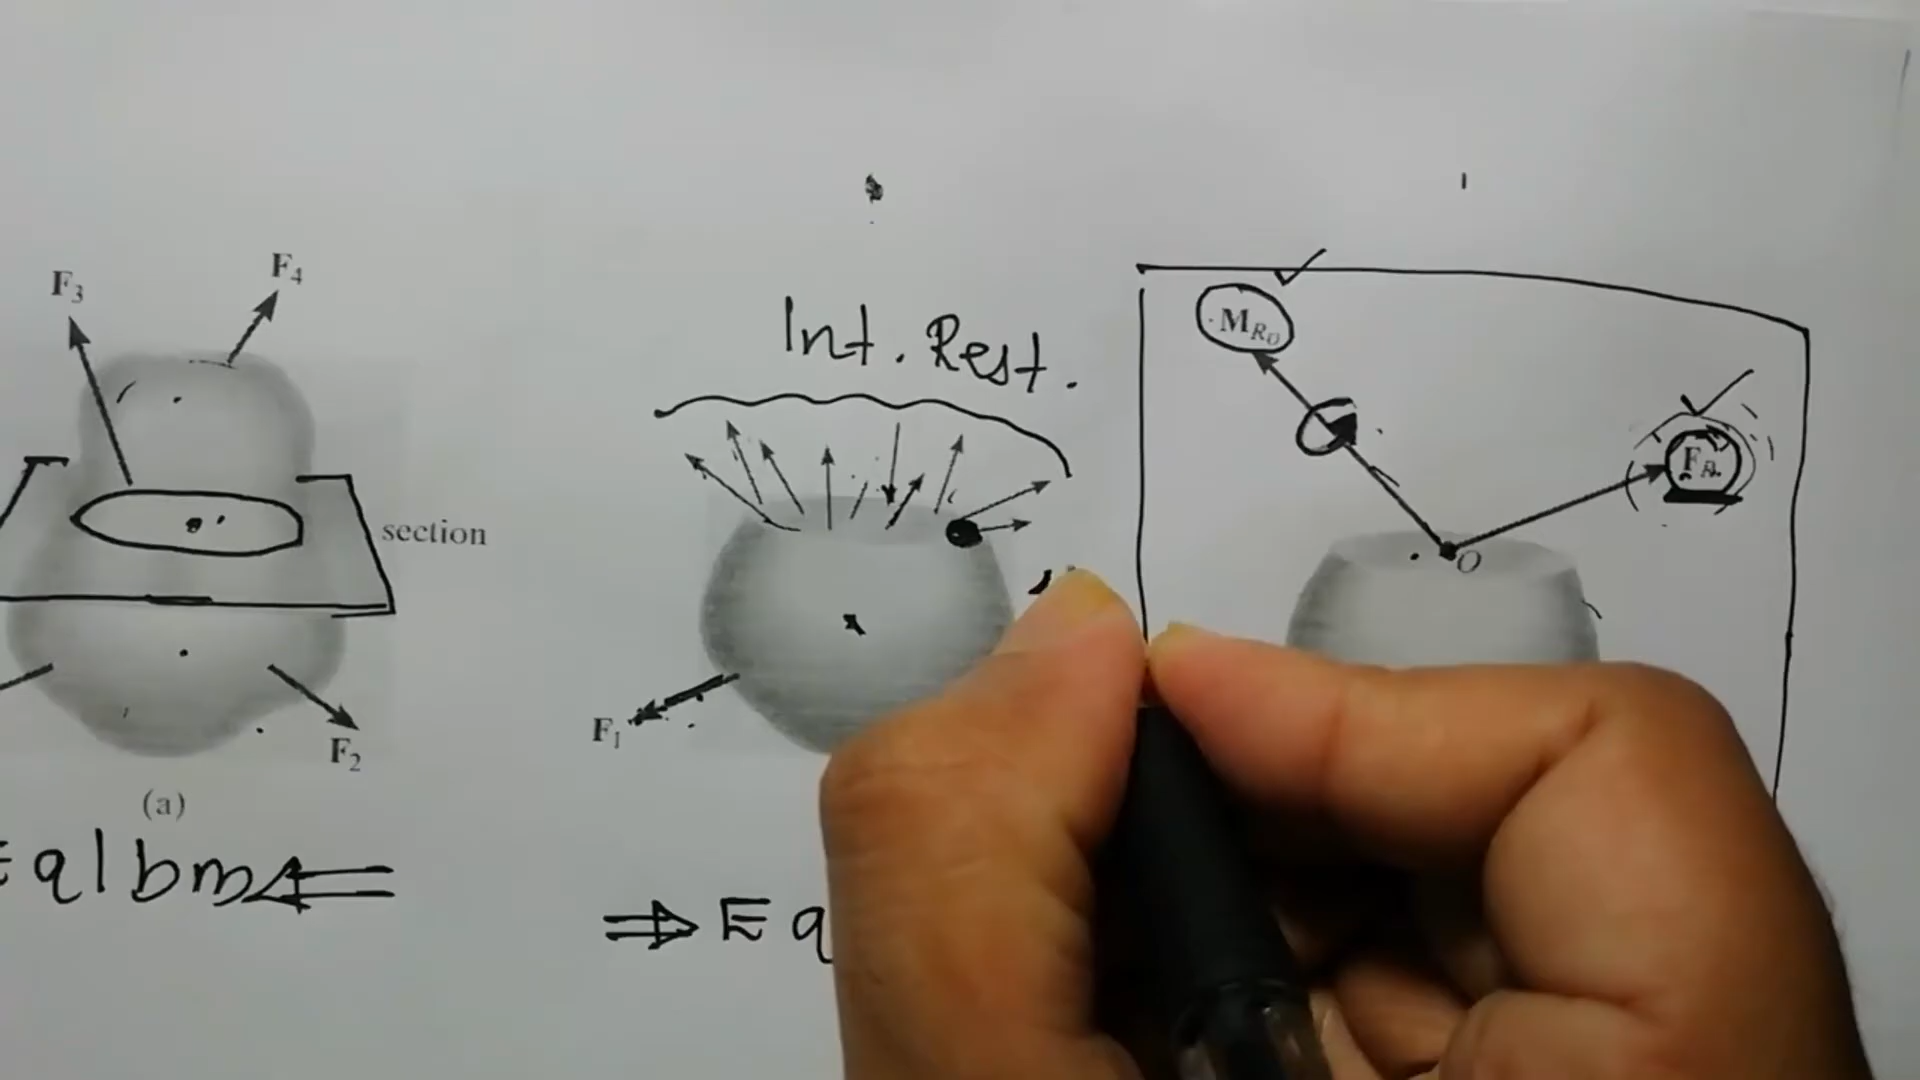 F3
F4
section
F2
(a)
qlbm ⇐
Int. Rest.
F1
⇒ Eq
MRO
FR
O